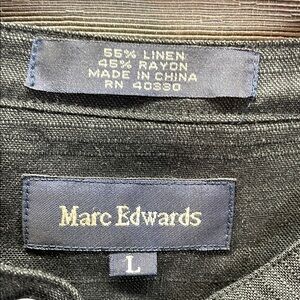 55% LINEN
45% RAYON
MADE IN CHINA
RN 40330
Marc Edwards
L